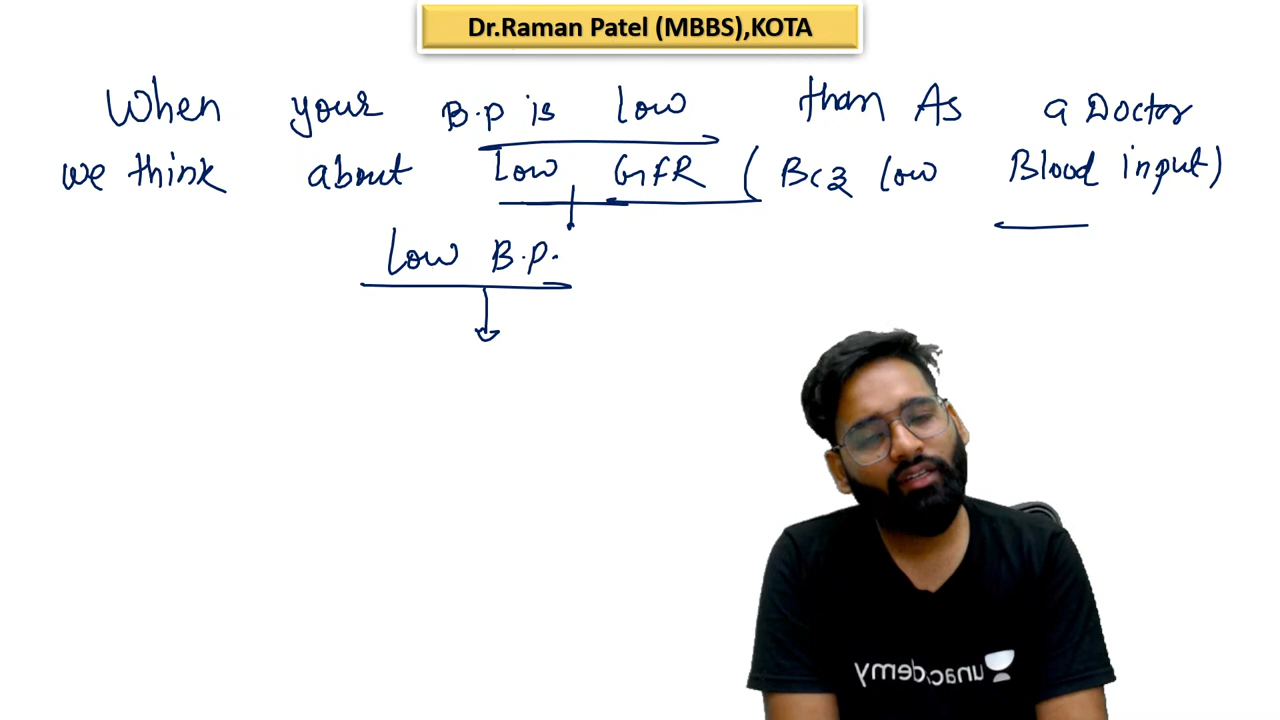 Dr.Raman Patel (MBBS),KOTA
When your B.P is low than As a Doctor
we think about low GFR (Bcz low Blood input)
low B.P.
unacademy